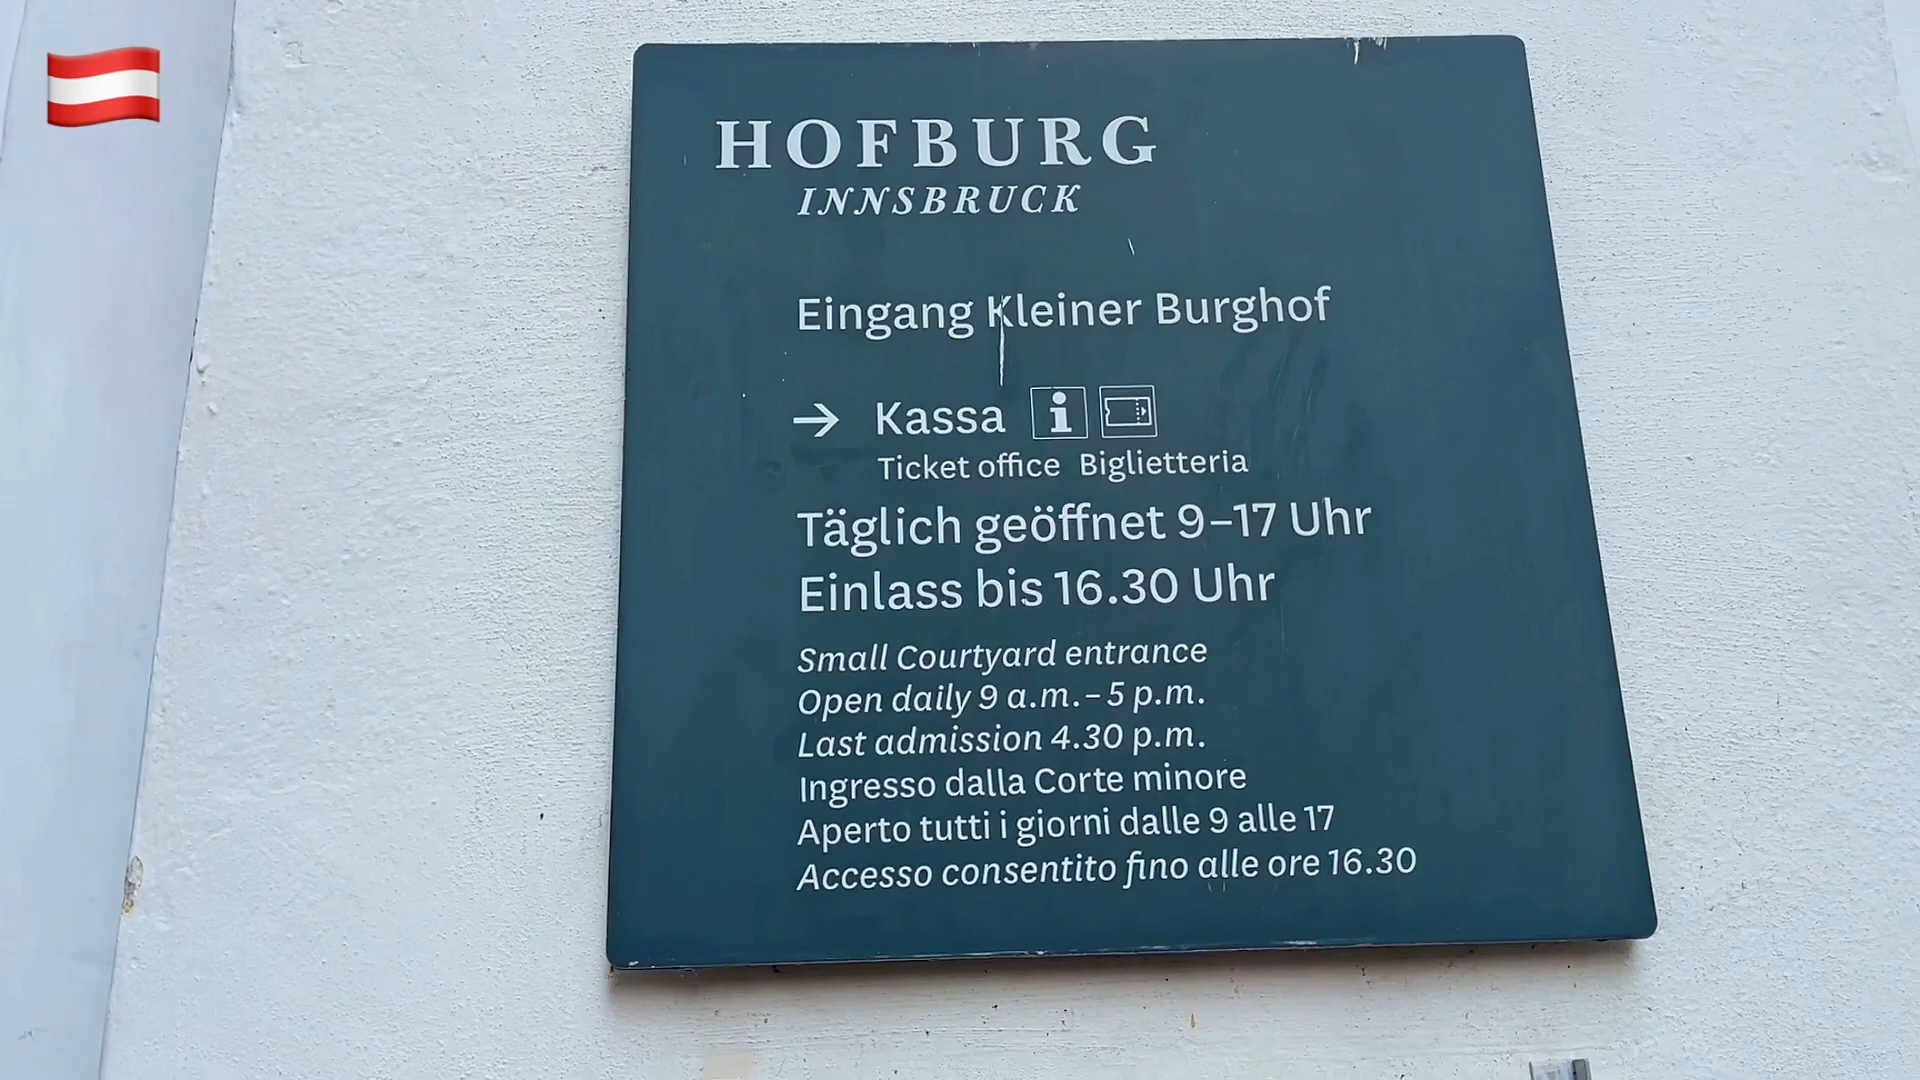 HOFBURG
INNSBRUCK
Eingang Kleiner Burghof
→ Kassa i
Ticket office Biglietteria
Täglich geöffnet 9–17 Uhr
Einlass bis 16.30 Uhr
Small Courtyard entrance
Open daily 9 a.m. – 5 p.m.
Last admission 4.30 p.m.
Ingresso dalla Corte minore
Aperto tutti i giorni dalle 9 alle 17
Accesso consentito fino alle ore 16.30